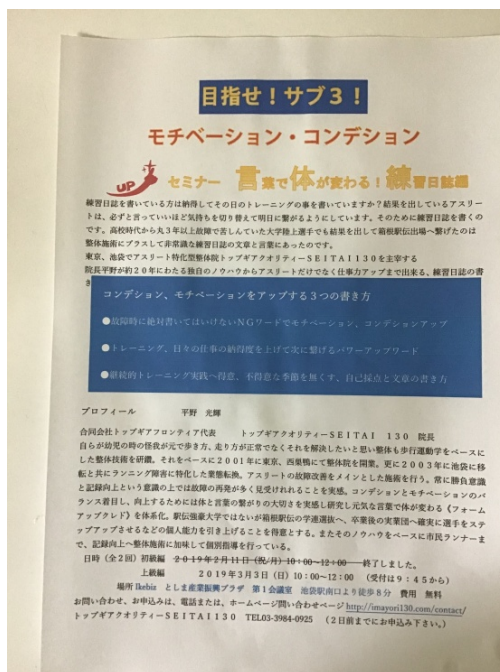 目指せ！サブ３！
モチベーション・コンデション
UP セミナー 言葉で体が変わる！練習日誌編
練習日誌を書いている方は納得してその日のトレーニングの事を書いていますか？結果を出しているアスリー
トは、必ずと言っていいほど気持ちを切り替えて明日に繋がるようにしています。そのために練習日誌を書くの
です。高校時代から丸３年以上故障で苦しんでいた大学陸上選手でも結果を出して箱根駅伝出場へ繋げたのは
整体施術にプラスして非常識な練習日誌の文章と言葉にあったのです。
東京、池袋でアスリート特化型整体院トップギアクオリティーＳＥＩＴＡＩ１３０を主宰する
院長平野が約２０年にわたる独自のノウハウからアスリートだけでなく仕事力アップまで出来る、練習日誌の書
き
コンデション、モチベーションをアップする３つの書き方
●故障時に絶対書いてはいけないＮＧワードでモチベーション、コンデションアップ
●トレーニング、日々の仕事の納得度を上げて次に繋げるパワーアップワード
●継続的トレーニング実践へ得意、不得意な季節を無くす、自己採点と文章の書き方
プロフィール 平野 光輝
合同会社トップギアフロンティア代表 トップギアクオリティーＳＥＩＴＡＩ １３０ 院長
自らが幼児の時の怪我が元で歩き、走り方が正常でなくそれを解決したいと思い整体も歩行運動学をベースに
した整体技術を研鑽。それをベースに２００１年に東京、西巣鴨にて整体院を開業。更に２００３年に池袋に移
転と共にランニング障害に特化した業態転換。アスリートの故障改善をメインとした施術を行う。常に勝負意識
と記録向上という意識の上では故障の再発が多く見受けられれることを実感。コンデションとモチベーションのバ
ランス着目し、向上するためには体と言葉の繋がりの大切さを実感し研究し元気な言葉で体が変わる《フォーム
アップクレド》を体系化。駅伝強豪大学ではないが箱根駅伝の学連選抜へ、卒業後の実業団へ確実に選手をステ
ップアップさせるなどの個人能力を引き上げることを得意とする。またそのノウハウをベースに市民ランナーま
で、記録向上へ整体施術に加味して個別指導を行っている。
日時（全２回）初級編 ２０１９年２月１１日（祝／月）１０：００～１２：００ 終了しました。
上級編 ２０１９年３月３日（日）１０：００～１２：００ （受付は９：４５から）
場所 Ikebiz としま産業振興プラザ 第１会議室 池袋駅南口より徒歩８分 費用 無料
お問い合わせ、お申込みは、電話または、ホームページ問い合わせページ http://imayori130.com/contact/
トップギアクオリティーＳＥＩＴＡＩ１３０ TEL03-3984-0925 （２日前までにお申込み下さい。）